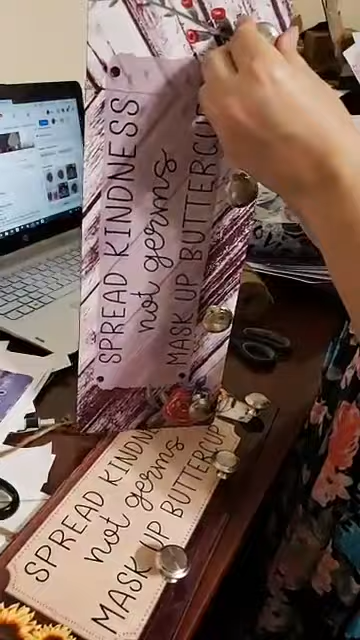 SPREAD KINDNESS
not germs
MASK UP BUTTERCUP
SPREAD KINDN
not germs
MASK UP BUTTERCUP